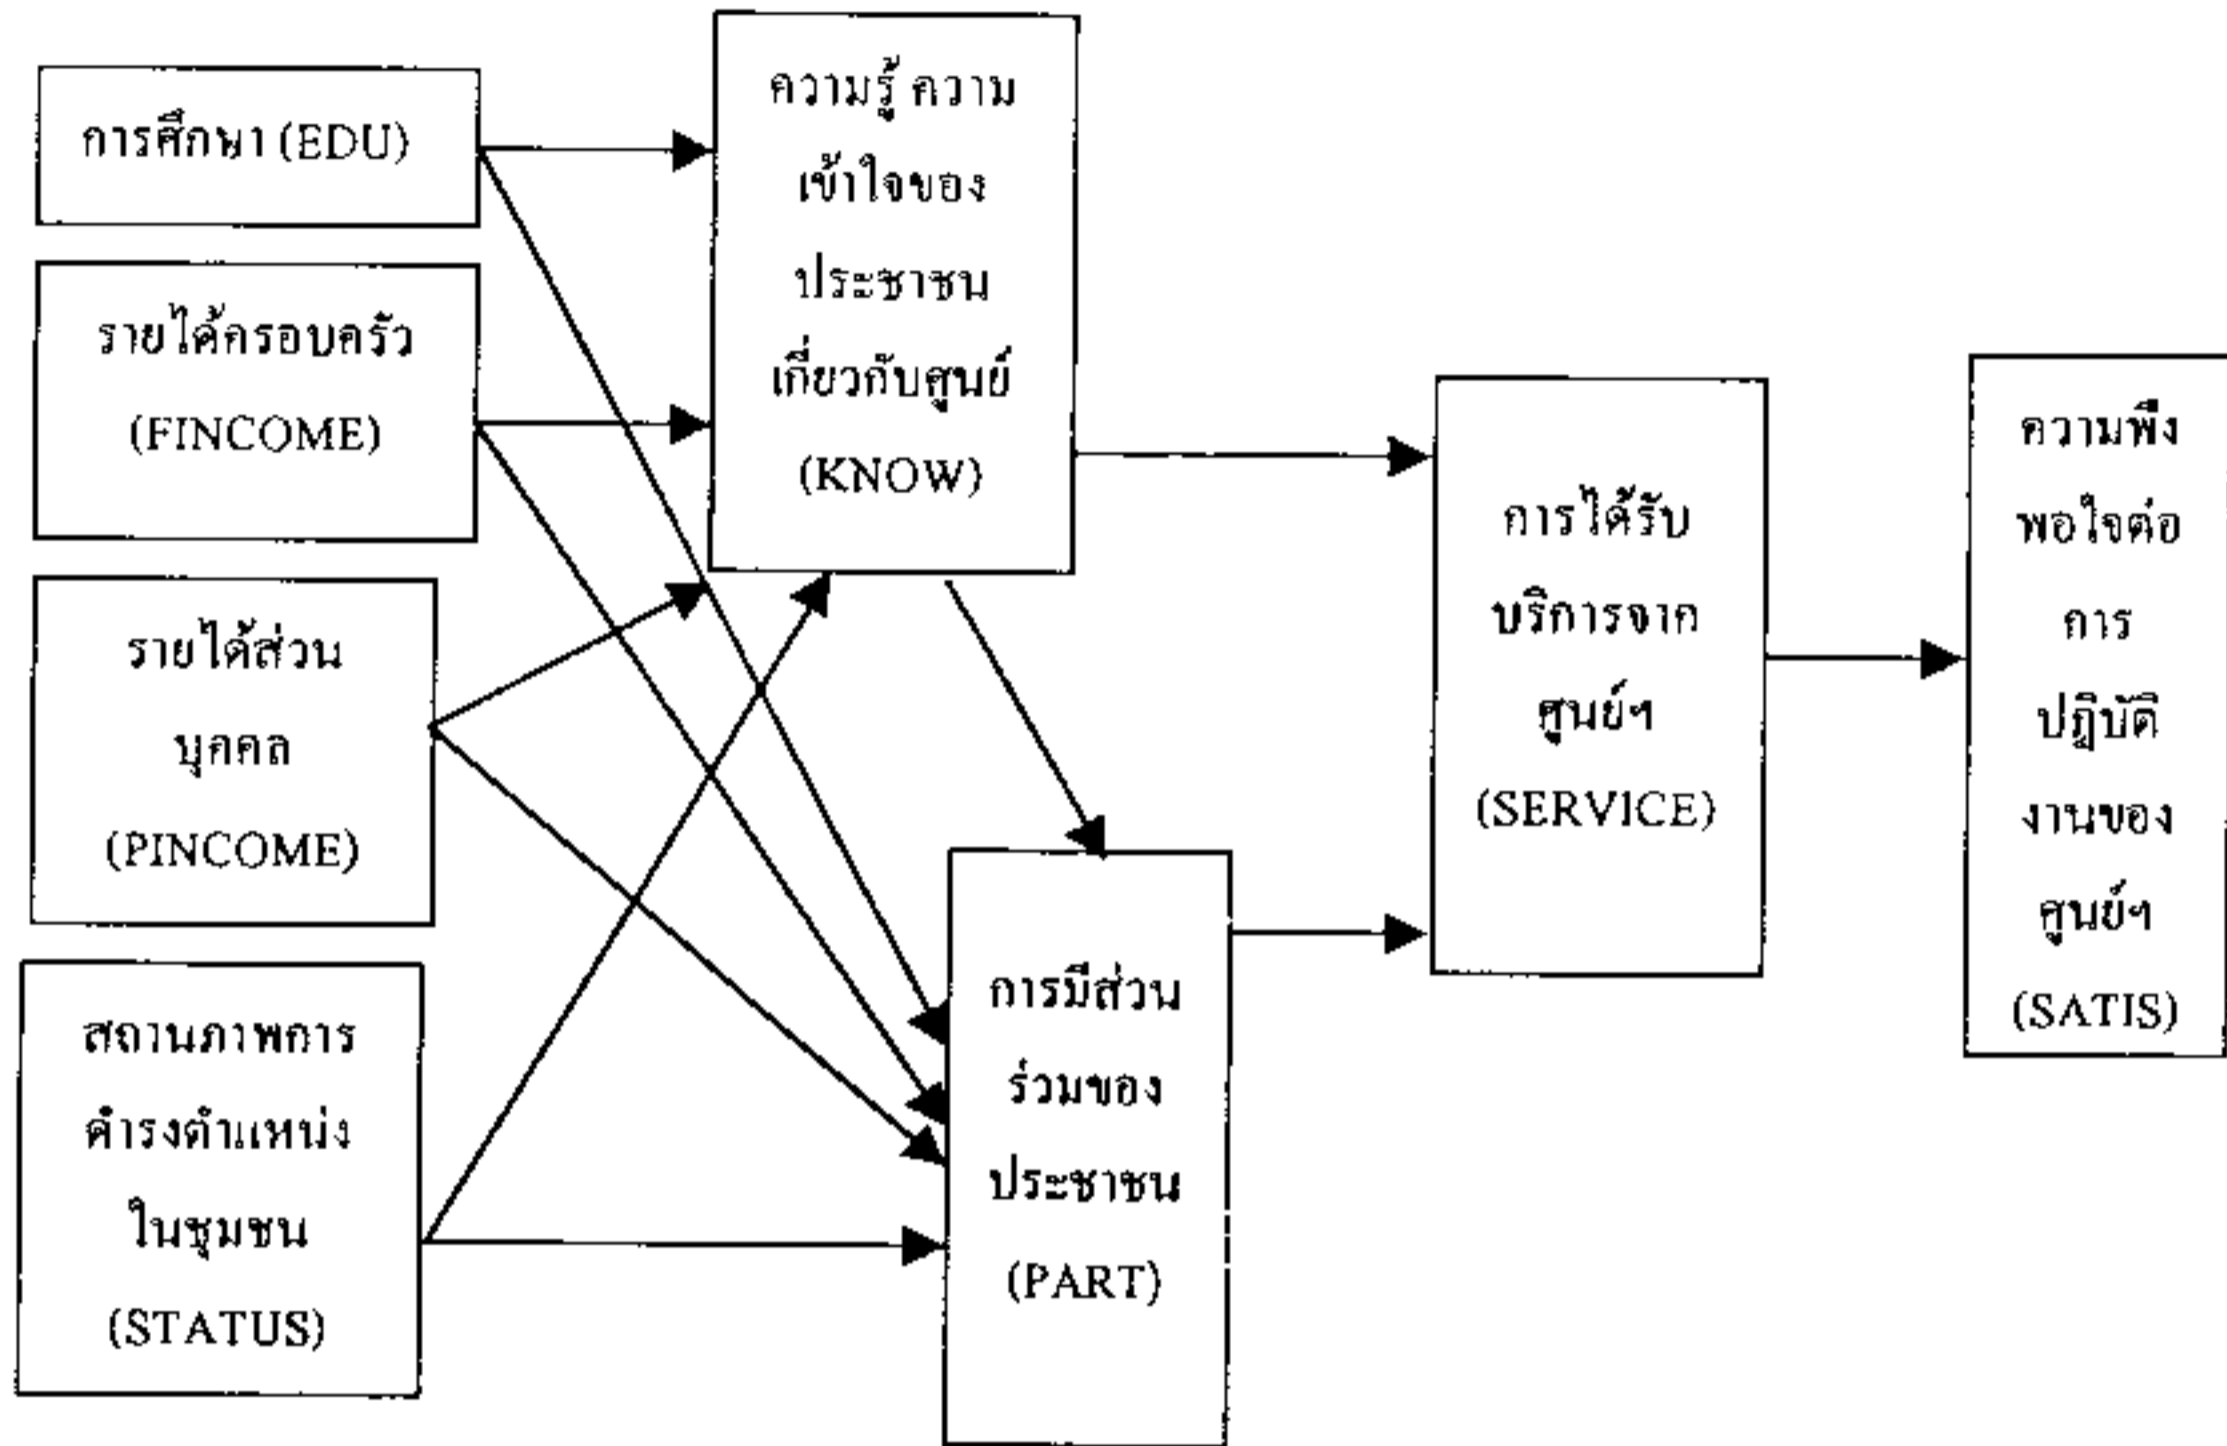 การศึกษา (EDU)
รายได้ครอบครัว
(FINCOME)
รายได้ส่วน
บุคคล
(PINCOME)
สถานภาพการ
ดำรงตำแหน่ง
ในชุมชน
(STATUS)
ความรู้ ความ
เข้าใจของ
ประชาชน
เกี่ยวกับศูนย์
(KNOW)
การมีส่วน
ร่วมของ
ประชาชน
(PART)
การได้รับ
บริการจาก
ศูนย์ฯ
(SERVICE)
ความพึง
พอใจต่อ
การ
ปฏิบัติ
งานของ
ศูนย์ฯ
(SATIS)